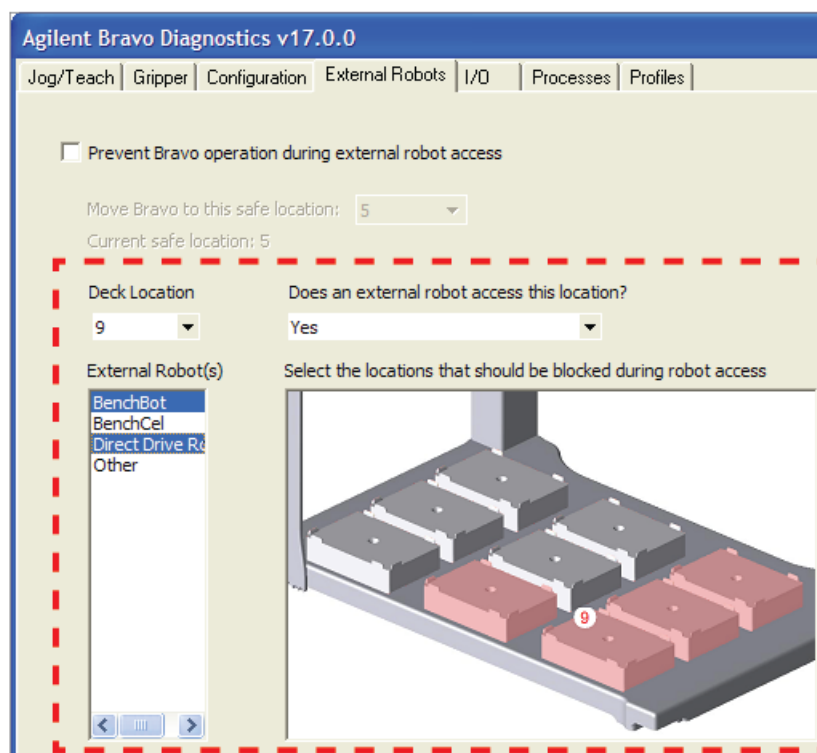 Agilent Bravo Diagnostics v17.0.0
Jog/Teach Gripper Configuration External Robots I/O Processes Profiles
Prevent Bravo operation during external robot access
Move Bravo to this safe location: 5
Current safe location: 5
Deck Location Does an external robot access this location?
9 Yes
External Robot(s) Select the locations that should be blocked during robot access
BenchBot
BenchCel
Direct Drive Ro
Other
9